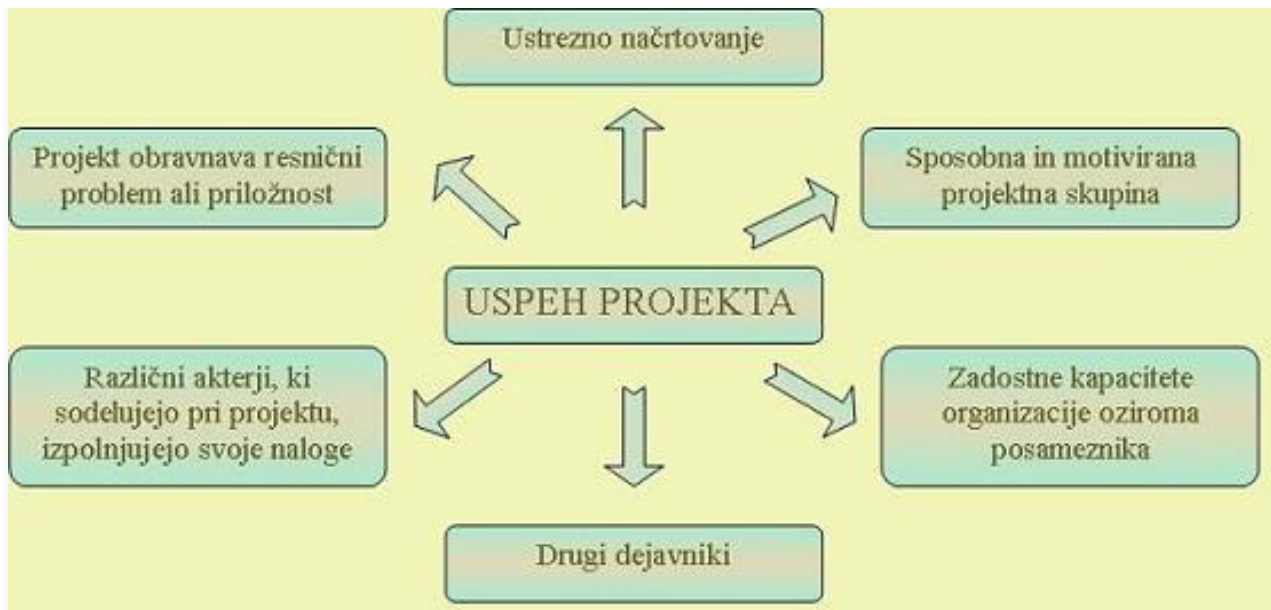 Ustrezno načrtovanje
Projekt obravnava resnični
problem ali priložnost
Sposobna in motivirana
projektna skupina
USPEH PROJEKTA
Različni akterji, ki
sodelujejo pri projektu,
izpolnjujejo svoje naloge
Zadostne kapacitete
organizacije oziroma
posameznika
Drugi dejavniki